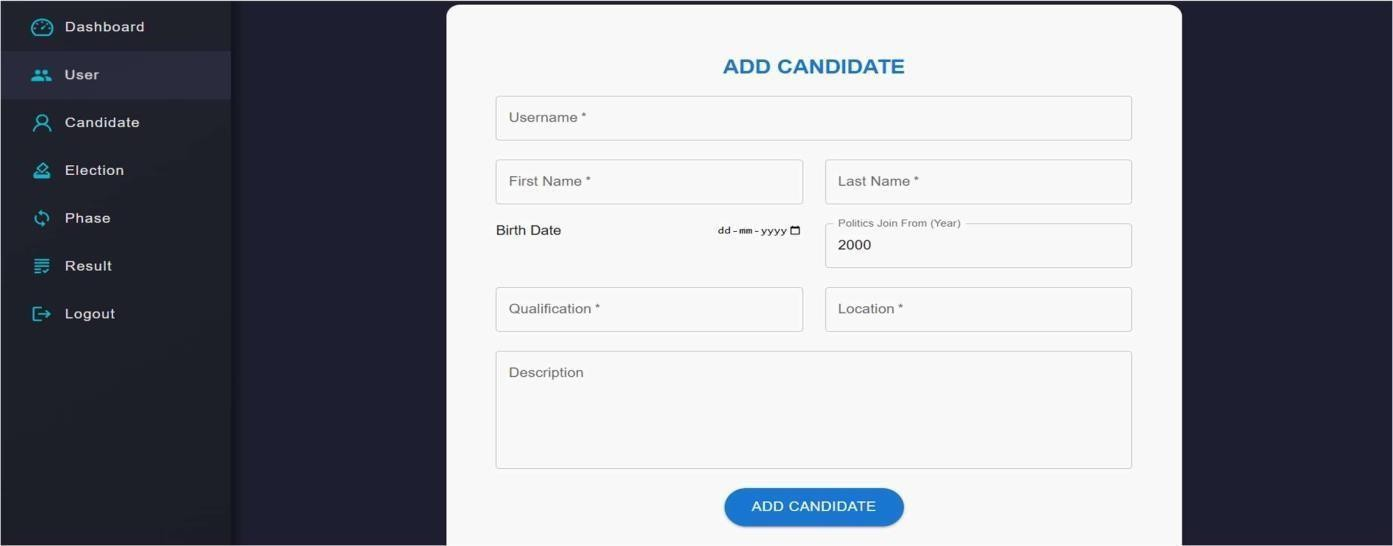 Dashboard
User
Candidate
Election
Phase
Result
Logout
ADD CANDIDATE
Username *
First Name *
Last Name *
Birth Date
dd-mm-yyyy
Politics Join From (Year)
2000
Qualification *
Location *
Description
ADD CANDIDATE